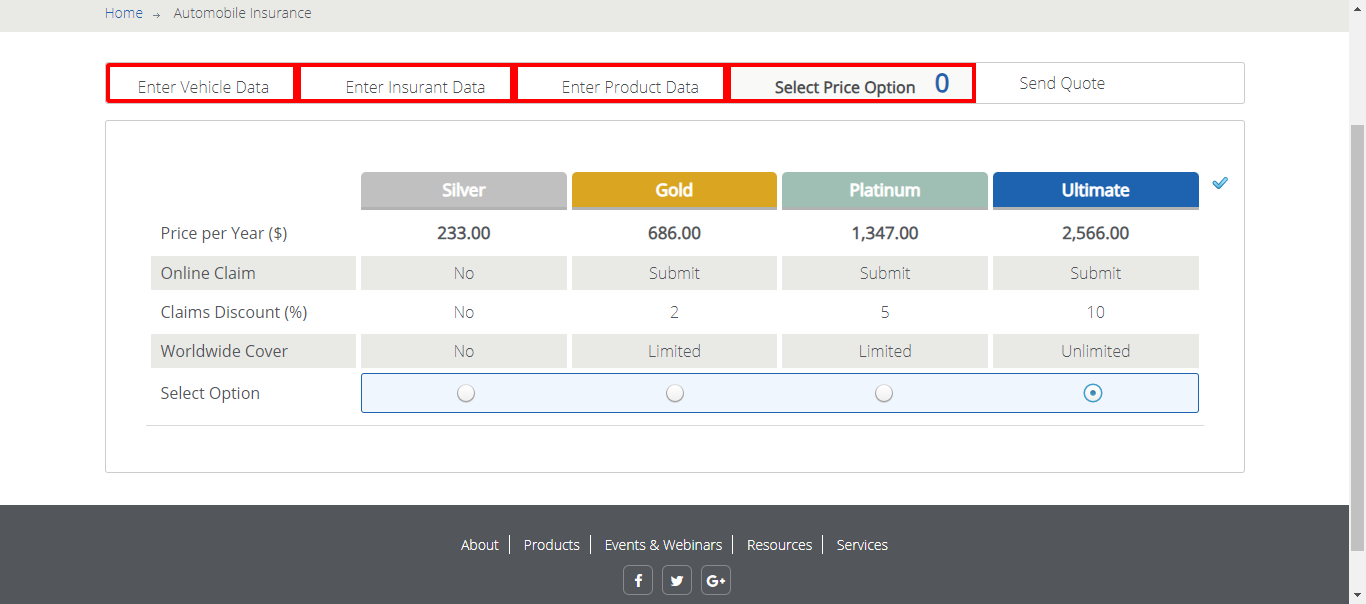 Home → Automobile Insurance
Enter Vehicle Data Enter Insurant Data Enter Product Data Select Price Option 0 Send Quote
Silver Gold Platinum Ultimate
Price per Year ($) 233.00 686.00 1,347.00 2,566.00
Online Claim No Submit Submit Submit
Claims Discount (%) No 2 5 10
Worldwide Cover No Limited Limited Unlimited
Select Option
About Products Events & Webinars Resources Services
f G+